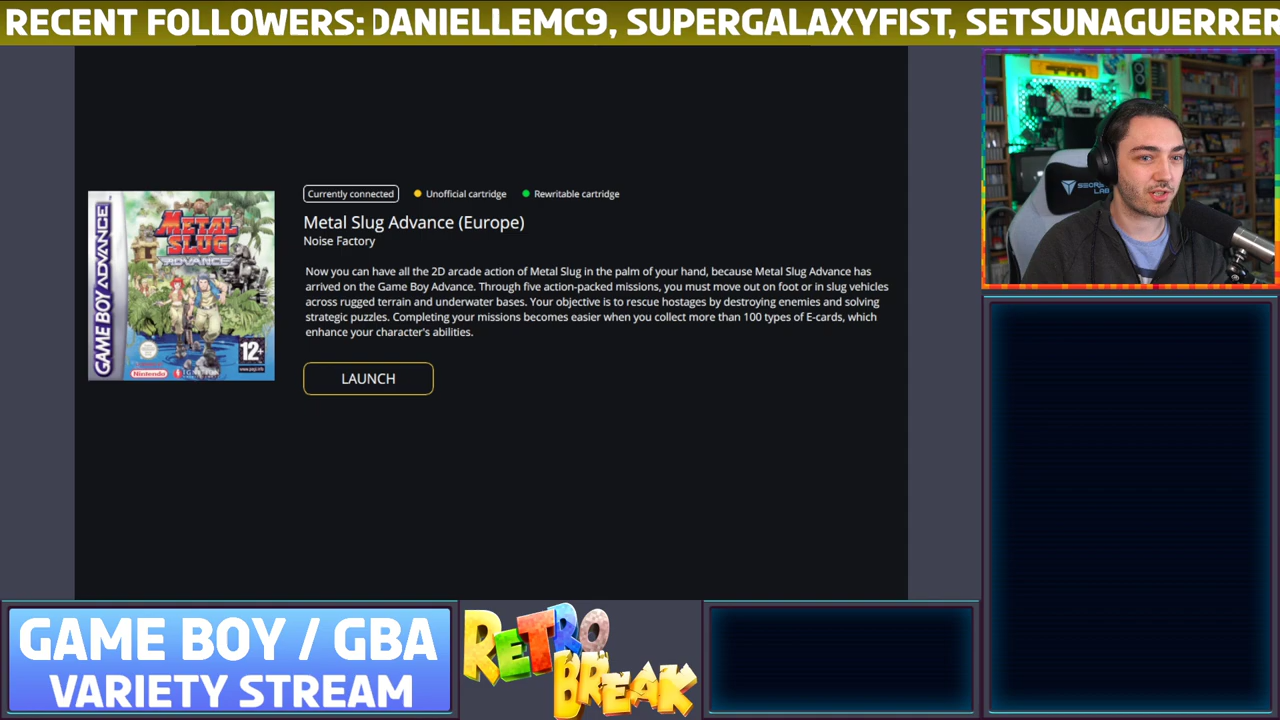 RECENT FOLLOWERS: DANIELLEMC9, SUPERGALAXYFIST, SETSUNAGUERRER
Currently connected Unofficial cartridge Rewritable cartridge
Metal Slug Advance (Europe)
Noise Factory
Now you can have all the 2D arcade action of Metal Slug in the palm of your hand, because Metal Slug Advance has
arrived on the Game Boy Advance. Through five action-packed missions, you must move out on foot or in slug vehicles
across rugged terrain and underwater bases. Your objective is to rescue hostages by destroying enemies and solving
strategic puzzles. Completing your missions becomes easier when you collect more than 100 types of E-cards, which
enhance your character's abilities.
LAUNCH
GAME BOY ADVANCE
METAL
SLUG
ADVANCE
12+
Nintendo
SECRET
LAB
GAME BOY / GBA
VARIETY STREAM
RETRO
BREAK